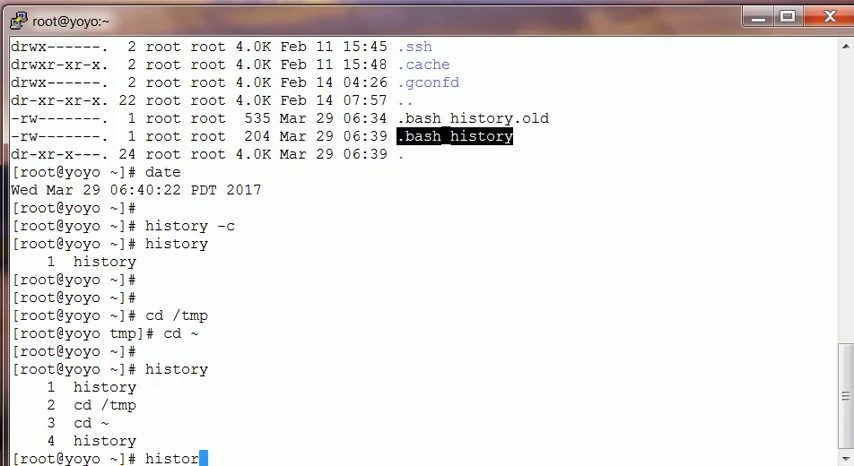 root@yoyo:~
drwx------. 2 root root 4.0K Feb 11 15:45 .ssh
drwxr-xr-x. 2 root root 4.0K Feb 11 15:48 .cache
drwx------. 2 root root 4.0K Feb 14 04:26 .gconfd
dr-xr-xr-x. 22 root root 4.0K Feb 14 07:57 ..
-rw-------. 1 root root 535 Mar 29 06:34 .bash_history.old
-rw-------. 1 root root 204 Mar 29 06:39 .bash_history
dr-xr-x---. 24 root root 4.0K Mar 29 06:39 .
[root@yoyo ~]# date
Wed Mar 29 06:40:22 PDT 2017
[root@yoyo ~]#
[root@yoyo ~]# history -c
[root@yoyo ~]# history
1 history
[root@yoyo ~]#
[root@yoyo ~]#
[root@yoyo ~]# cd /tmp
[root@yoyo tmp]# cd ~
[root@yoyo ~]#
[root@yoyo ~]# history
1 history
2 cd /tmp
3 cd ~
4 history
[root@yoyo ~]# histor